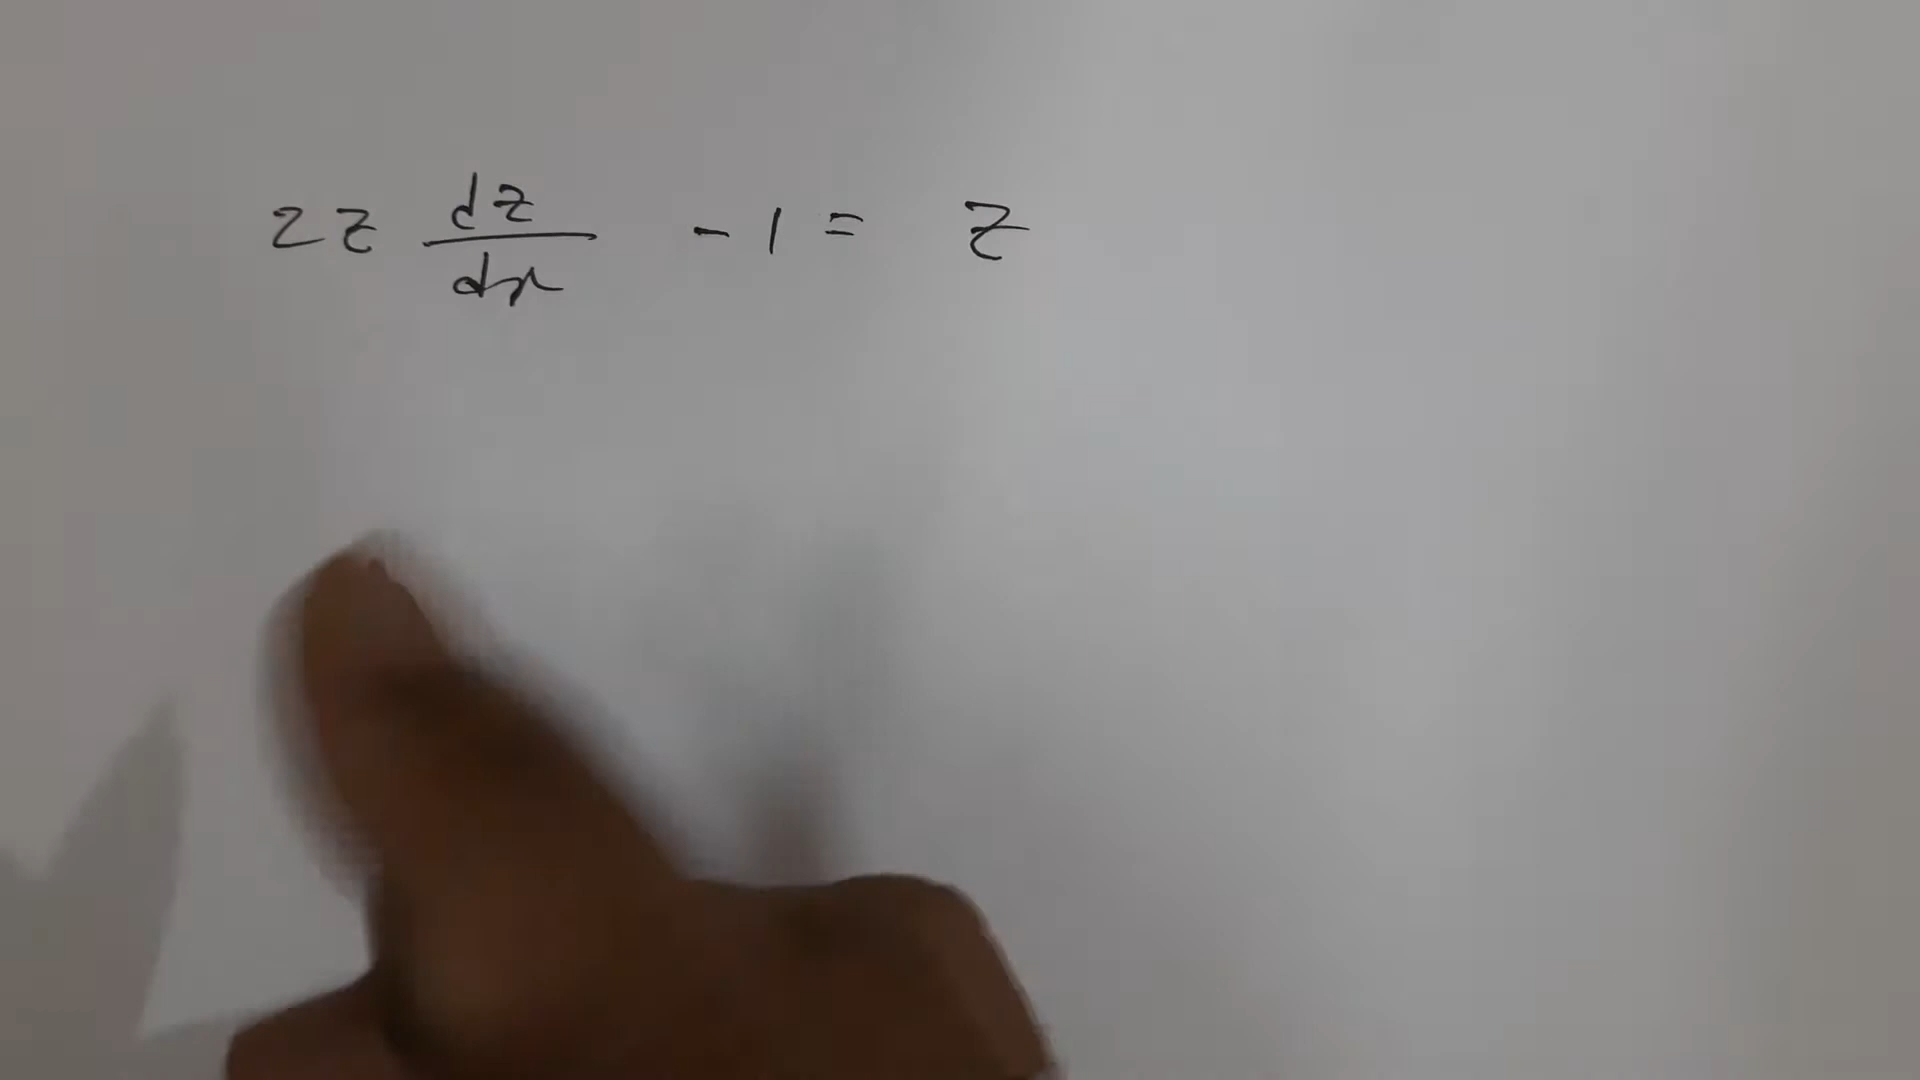 2z dz/dx - 1 = z